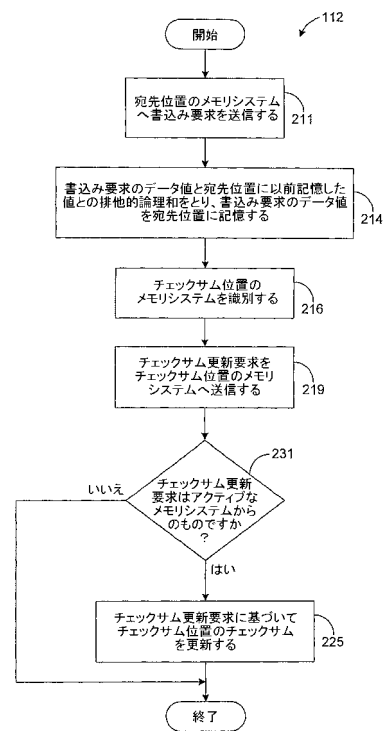 112
開始
宛先位置のメモリシステム
へ書込み要求を送信する
211
書込み要求のデータ値と宛先位置に以前記憶した
値との排他的論理和をとり、書込み要求のデータ値
を宛先位置に記憶する
214
チェックサム位置の
メモリシステムを識別する
216
チェックサム更新要求を
チェックサム位置のメモリ
システムへ送信する
219
231
チェックサム更新
要求はアクティブな
メモリシステムから
のものですか
?
いいえ
はい
チェックサム更新要求に基づいて
チェックサム位置のチェックサム
を更新する
225
終了